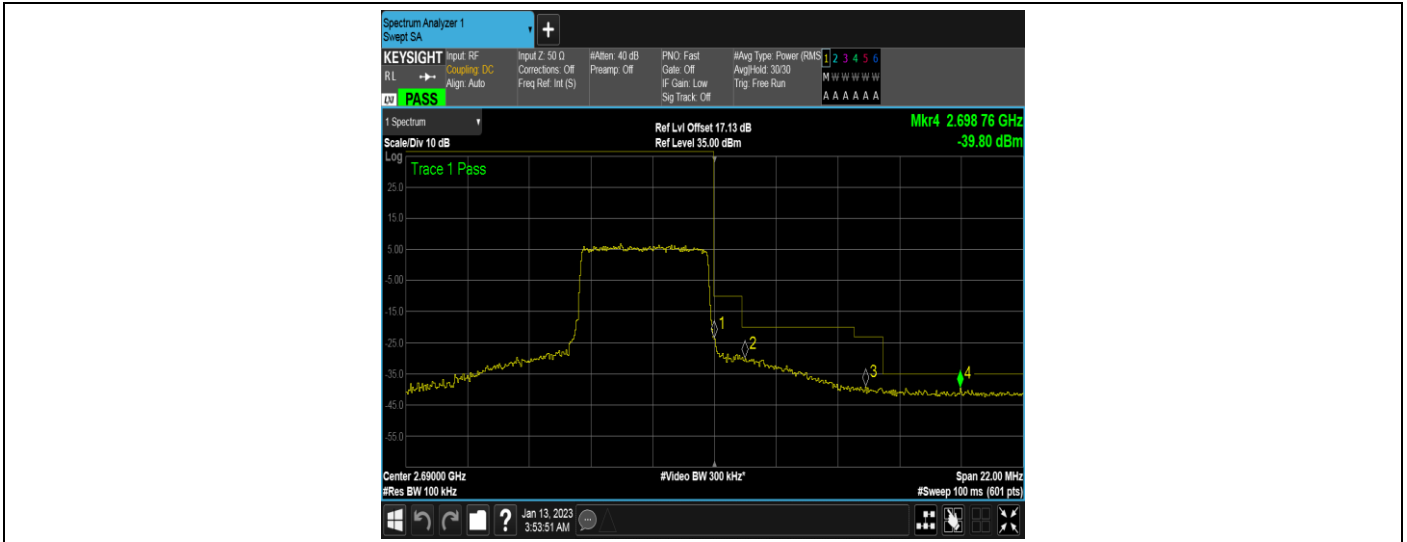 Spectrum Analyzer 1
Swept SA
+
KEYSIGHT
RL
LXI
PASS
Input: RF
Coupling: DC
Align: Auto
Input Z: 50 Ω
Corrections: Off
Freq Ref: Int (S)
#Atten: 40 dB
Preamp: Off
PNO: Fast
Gate: Off
IF Gain: Low
Sig Track: Off
#Avg Type: Power (RMS
Avg|Hold: 30/30
Trig: Free Run
1 2 3 4 5 6
M W W W W W
A A A A A A
1 Spectrum
Scale/Div 10 dB
Ref Lvl Offset 17.13 dB
Ref Level 35.00 dBm
Mkr4 2.698 76 GHz
-39.80 dBm
Log
Trace 1 Pass
25.0
15.0
5.00
-5.00
-15.0
-25.0
-35.0
-45.0
-55.0
1
2
3
4
Center 2.69000 GHz
#Res BW 100 kHz
#Video BW 300 kHz*
Span 22.00 MHz
#Sweep 100 ms (601 pts)
?
Jan 13, 2023
3:53:51 AM